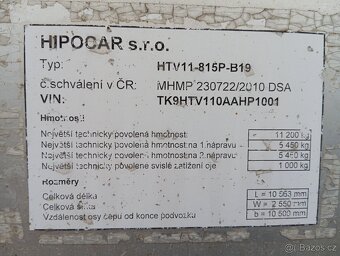 HIPOCAR s.r.o.
Typ: HTV11-815P-B19
č.schválení v ČR: MHMP 230722/2010 DSA
VIN: TK9HTV110AAHP1001
Hmotnosti
Největší technicky povolená hmotnost 11 200 kg
Největší technicky povolená hmotnost na 1 nápravu 5 450 kg
Největší technicky povolená hmotnost na 2 nápravu 5 450 kg
Největší technicky povolené svislé zatížení oje 1 000 kg
Rozměry
Celková délka L = 10 563 mm
Celková šířka W = 2 550 mm
Vzdálenost osy čepu od konce podvozku b = 10 500 mm